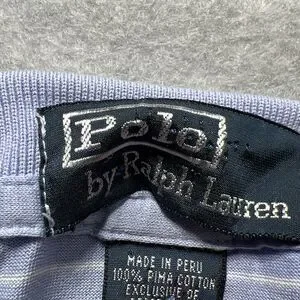 Polo
by Ralph Lauren
MADE IN PERU
100% PIMA COTTON
EXCLUSIVE OF